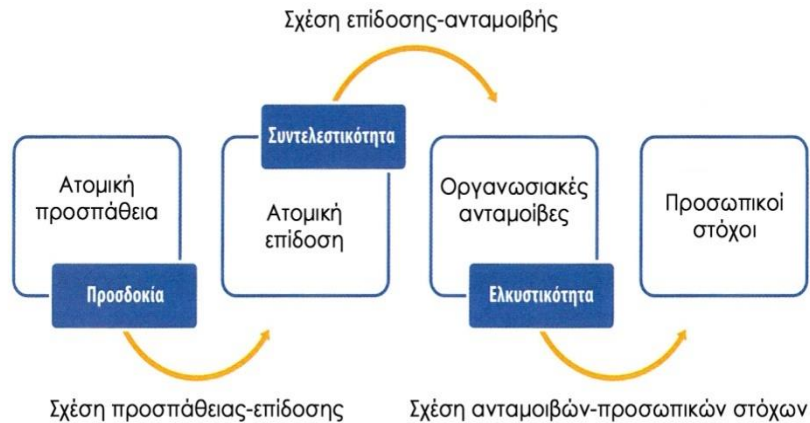 Σχέση επίδοσης-ανταμοιβής
Συντελεστικότητα
Ατομική
προσπάθεια
Προσδοκία
Ατομική
επίδοση
Οργανωσιακές
ανταμοίβες
Ελκυστικότητα
Προσωπικοί
στόχοι
Σχέση προσπάθειας-επίδοσης
Σχέση ανταμοιβών-προσωπικών στόχων